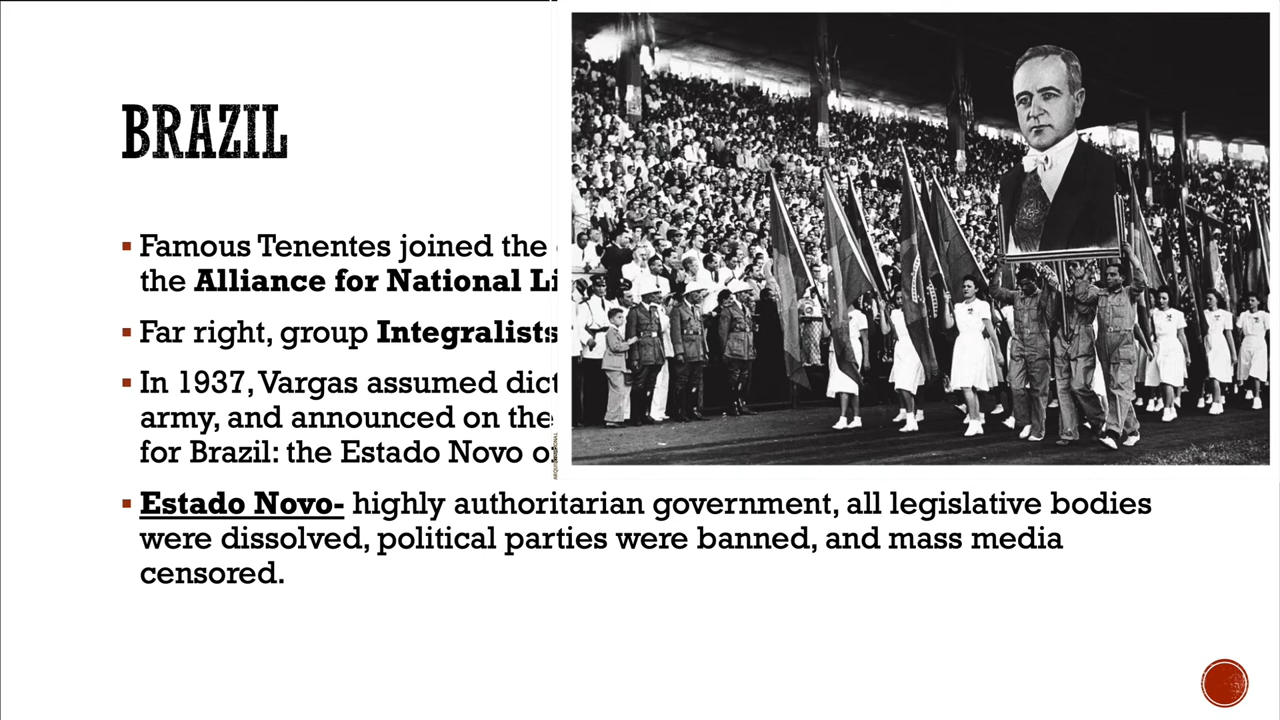 BRAZIL
Famous Tenentes joined the
the Alliance for National Li
Far right, group Integralists
In 1937, Vargas assumed dict
army, and announced on the
for Brazil: the Estado Novo
Estado Novo- highly authoritarian government, all legislative bodies
were dissolved, political parties were banned, and mass media
censored.